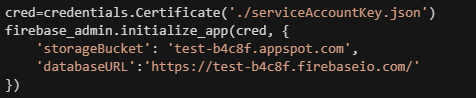 cred=credentials.Certificate('./serviceAccountKey.json')
firebase_admin.initialize_app(cred, {
    'storageBucket': 'test-b4c8f.appspot.com',
    'databaseURL':'https://test-b4c8f.firebaseio.com/'
})